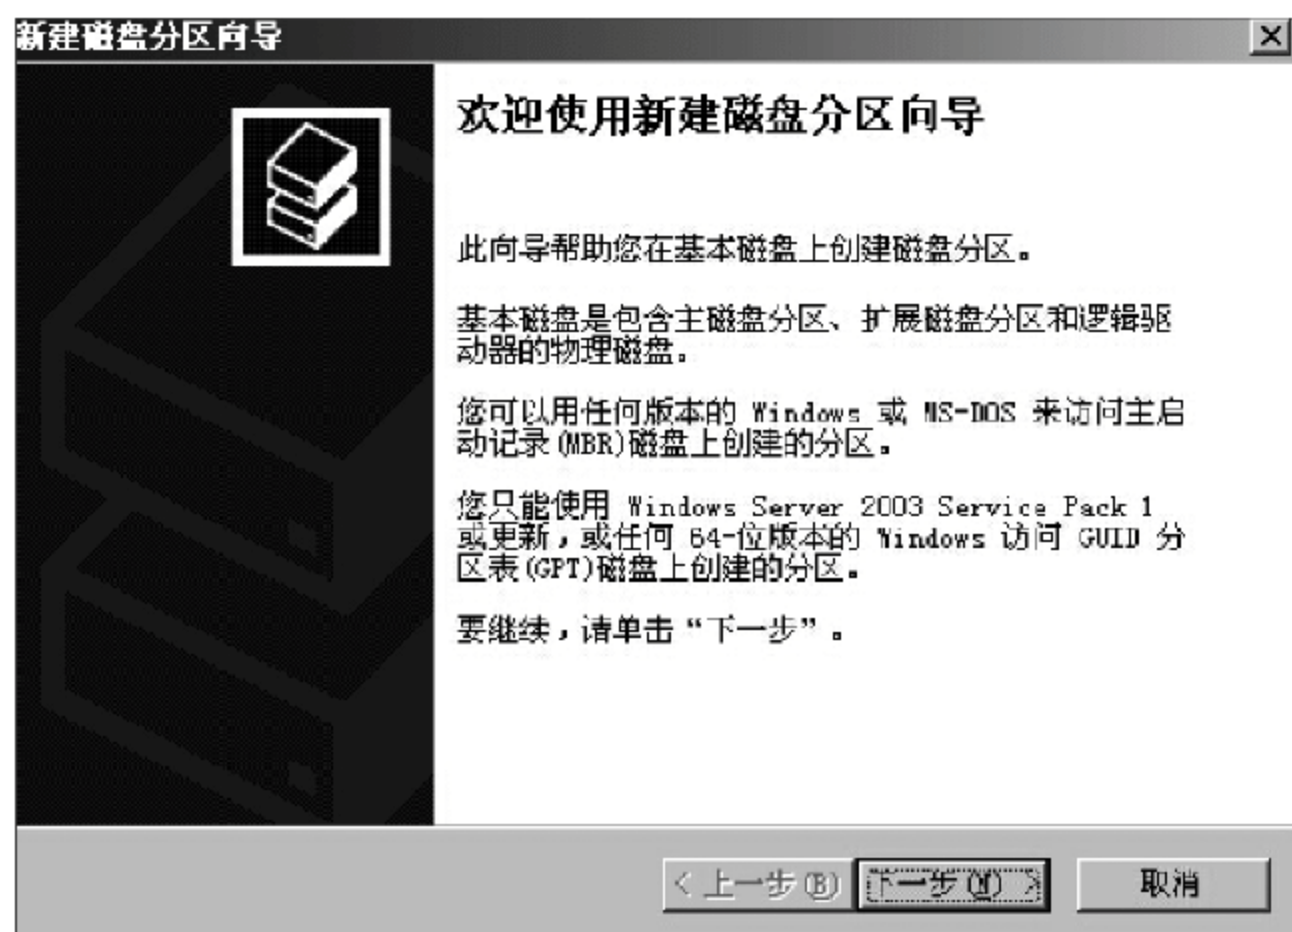 新建磁盘分区向导
欢迎使用新建磁盘分区向导
此向导帮助您在基本磁盘上创建磁盘分区。
基本磁盘是包含主磁盘分区、扩展磁盘分区和逻辑驱
动器的物理磁盘。
您可以用任何版本的 Windows 或 MS-DOS 来访问主启
动记录(MBR)磁盘上创建的分区。
您只能使用 Windows Server 2003 Service Pack 1
或更新，或任何 64-位版本的 Windows 访问 GUID 分
区表(GPT)磁盘上创建的分区。
要继续，请单击“下一步”。
< 上一步(B) 下一步(N) > 取消